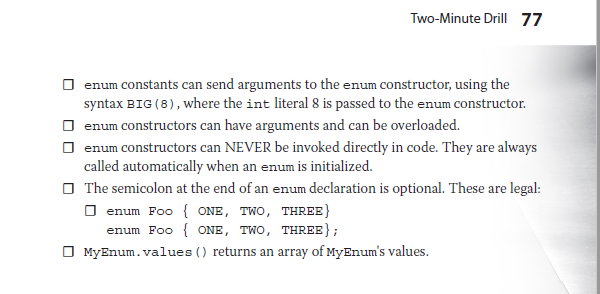 Two-Minute Drill 77
enum constants can send arguments to the enum constructor, using the
syntax BIG(8), where the int literal 8 is passed to the enum constructor.
enum constructors can have arguments and can be overloaded.
enum constructors can NEVER be invoked directly in code. They are always
called automatically when an enum is initialized.
The semicolon at the end of an enum declaration is optional. These are legal:
enum Foo { ONE, TWO, THREE}
enum Foo { ONE, TWO, THREE};
MyEnum.values() returns an array of MyEnum's values.